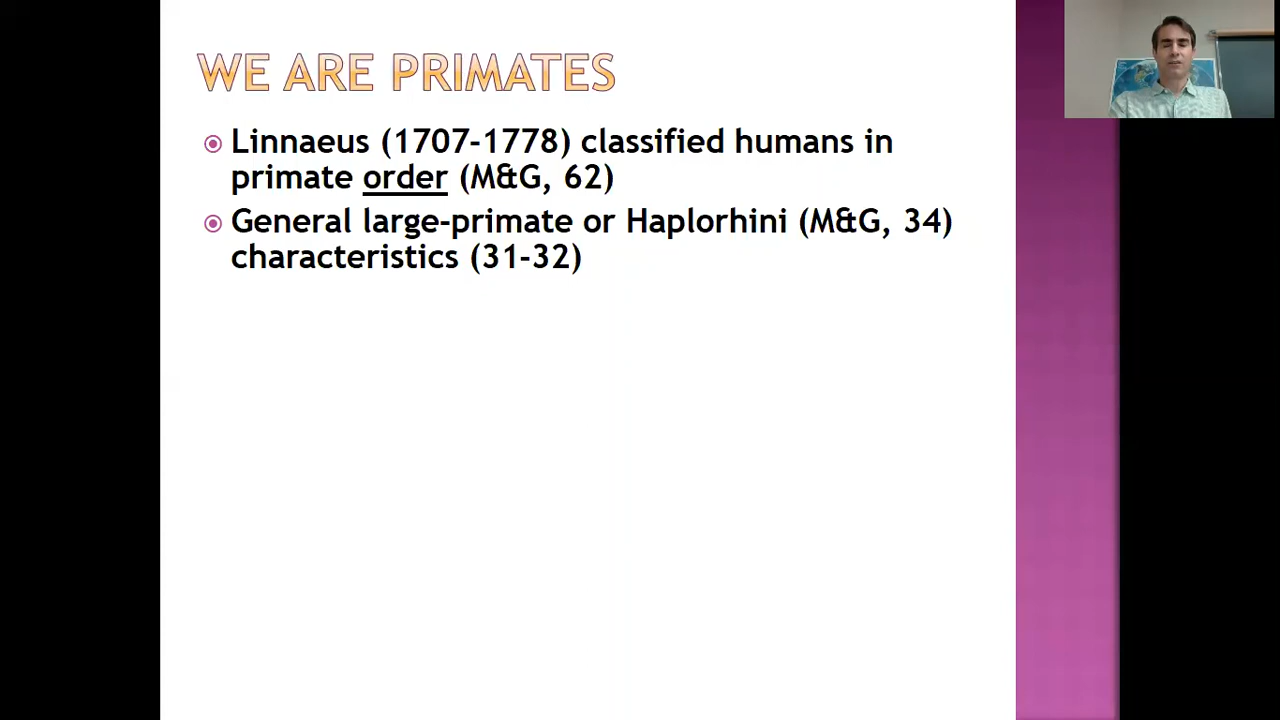 WE ARE PRIMATES
Linnaeus (1707-1778) classified humans in
primate order (M&G, 62)
General large-primate or Haplorhini (M&G, 34)
characteristics (31-32)